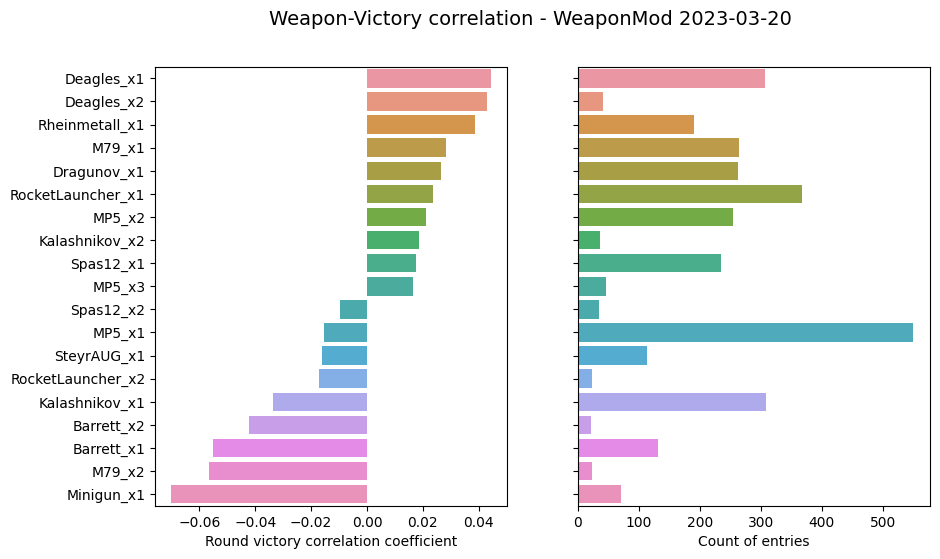 Weapon-Victory correlation - WeaponMod 2023-03-20
Deagles_x1
Deagles_x2
Rheinmetall_x1
M79_x1
Dragunov_x1
RocketLauncher_x1
MP5_x2
Kalashnikov_x2
Spas12_x1
MP5_x3
Spas12_x2
MP5_x1
SteyrAUG_x1
RocketLauncher_x2
Kalashnikov_x1
Barrett_x2
Barrett_x1
M79_x2
Minigun_x1
−0.06 −0.04 −0.02 0.00 0.02 0.04
Round victory correlation coefficient
0 100 200 300 400 500
Count of entries